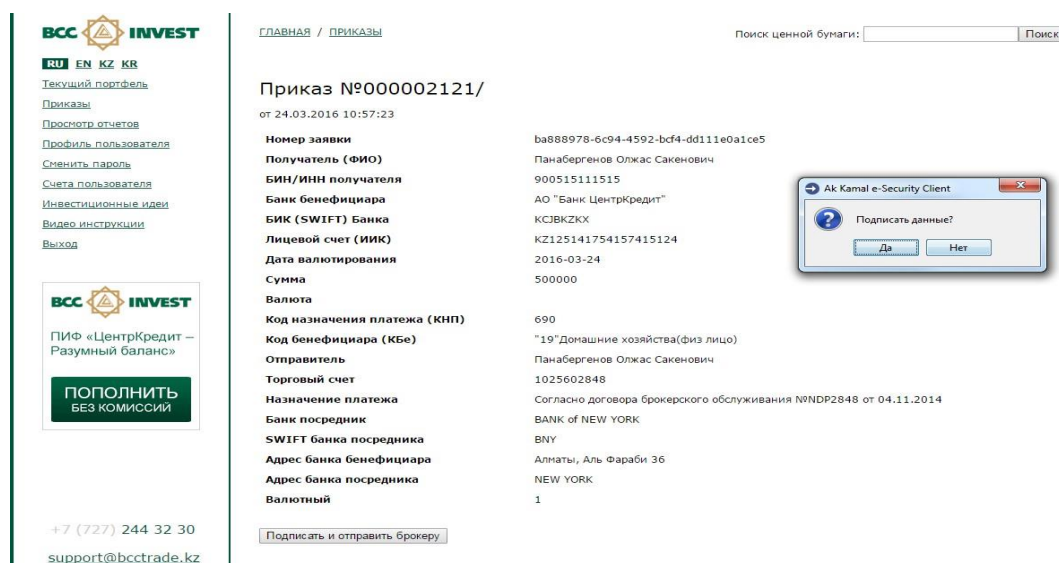 BCC INVEST
RU EN KZ KR
Текущий портфель
Приказы
Просмотр отчетов
Профиль пользователя
Сменить пароль
Счета пользователя
Инвестиционные идеи
Видео инструкции
Выход
BCC INVEST
ПИФ «ЦентрКредит –
Разумный баланс»
ПОПОЛНИТЬ
БЕЗ КОМИССИЙ
+7 (727) 244 32 30
support@bcctrade.kz
ГЛАВНАЯ / ПРИКАЗЫ
Поиск ценной бумаги: Поиск
Приказ №000002121/
от 24.03.2016 10:57:23
Номер заявки ba888978-6c94-4592-bcf4-dd111e0a1ce5
Получатель (ФИО) Панабергенов Олжас Сакенович
БИН/ИНН получателя 900515111515
Банк бенефициара АО "Банк ЦентрКредит"
БИК (SWIFT) Банка KCJBKZKX
Лицевой счет (ИИК) KZ125141754157415124
Дата валютирования 2016-03-24
Сумма 500000
Валюта
Код назначения платежа (КНП) 690
Код бенефициара (КБе) "19"Домашние хозяйства(физ лицо)
Отправитель Панабергенов Олжас Сакенович
Торговый счет 1025602848
Назначение платежа Согласно договора брокерского обслуживания №NDP2848 от 04.11.2014
Банк посредник BANK of NEW YORK
SWIFT банка посредника BNY
Адрес банка бенефициара Алматы, Аль Фараби 36
Адрес банка посредника NEW YORK
Валютный 1
Подписать и отправить брокеру
Ak Kamal e-Security Client
Подписать данные?
Да Нет